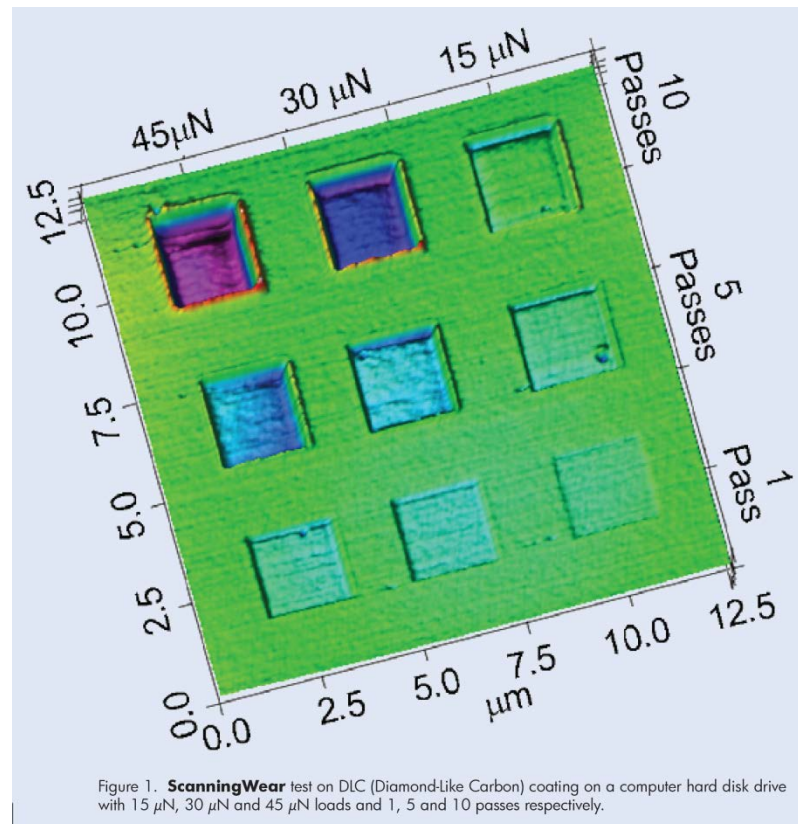 45μN
30 μN
15 μN
10
Passes
5
Passes
1
Pass
12.5
10.0
7.5
5.0
2.5
0.0
0.0
2.5
5.0
7.5
10.0
12.5
μm
Figure 1. ScanningWear test on DLC (Diamond-Like Carbon) coating on a computer hard disk drive
with 15 μN, 30 μN and 45 μN loads and 1, 5 and 10 passes respectively.